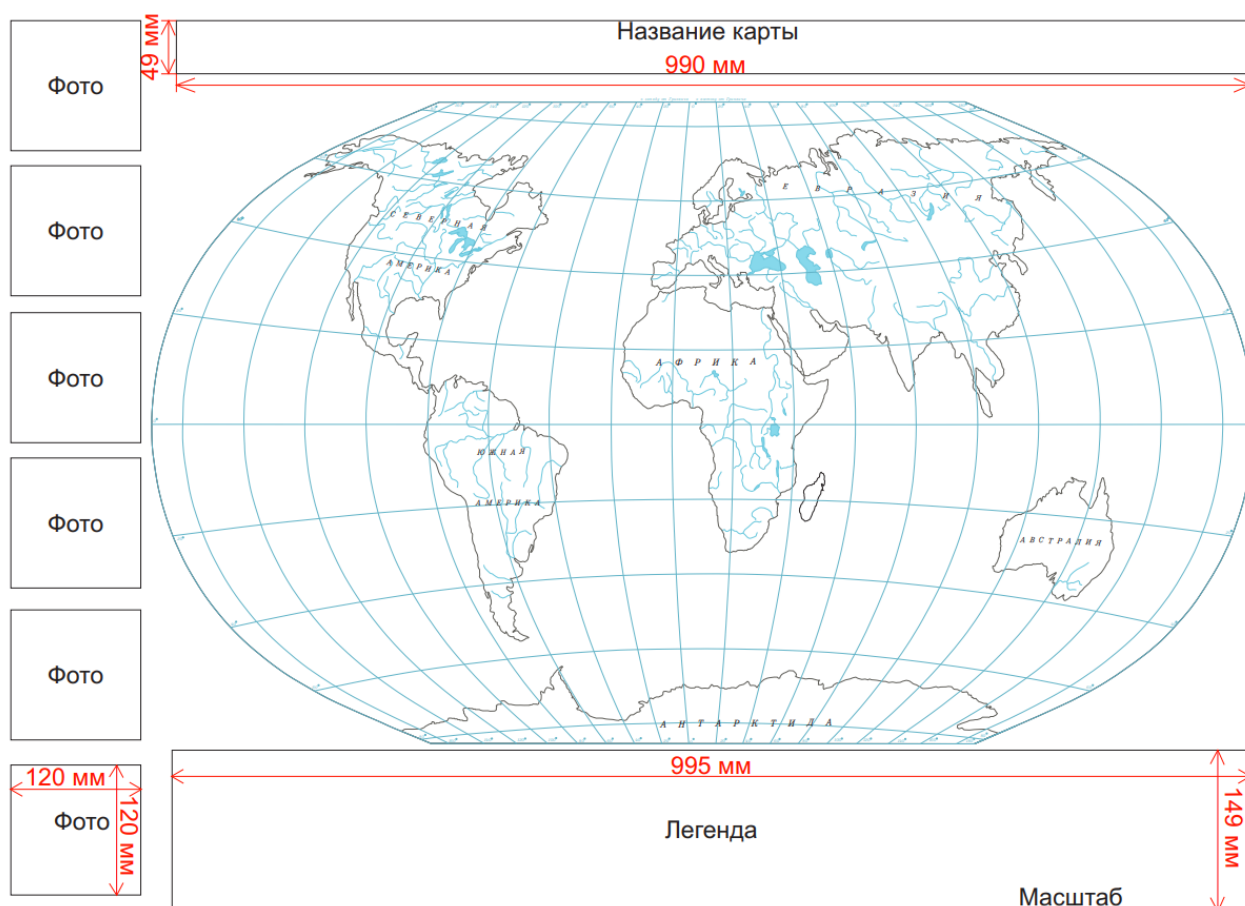 Название карты
49 мм
990 мм
Фото
Фото
Фото
Фото
Фото
Фото
120 мм
120 мм
СЕВЕРНАЯ
АМЕРИКА
ЕВРАЗИЯ
АФРИКА
ЮЖНАЯ
АМЕРИКА
АВСТРАЛИЯ
АНТАРКТИДА
995 мм
149 мм
Легенда
Масштаб